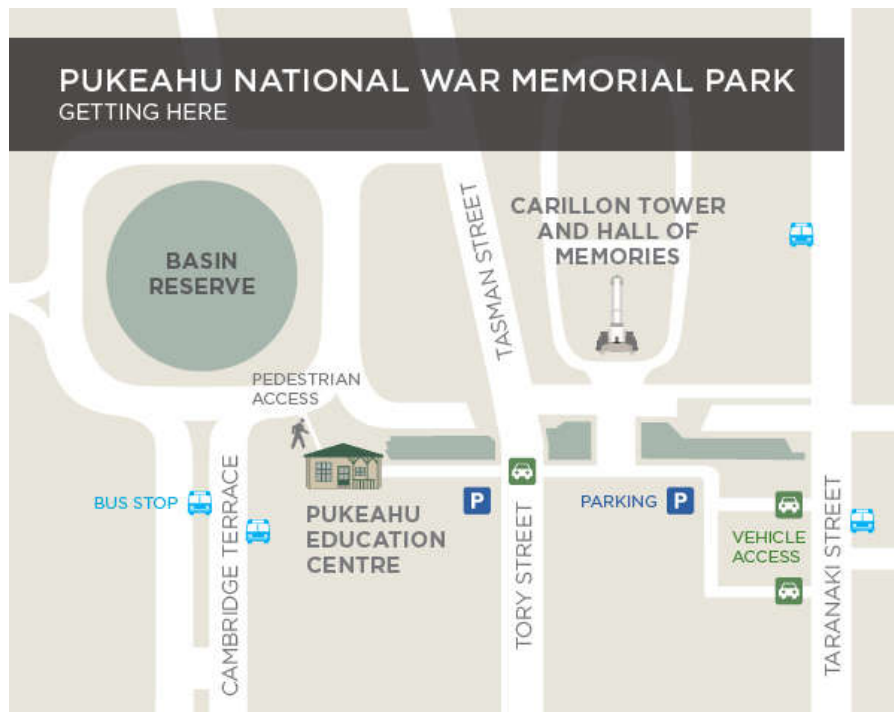 PUKEAHU NATIONAL WAR MEMORIAL PARK
GETTING HERE
TASMAN STREET
CARILLON TOWER
AND HALL OF
MEMORIES
BASIN
RESERVE
PEDESTRIAN
ACCESS
BUS STOP
CAMBRIDGE TERRACE
PUKEAHU
EDUCATION
CENTRE
P
TORY STREET
PARKING
P
VEHICLE
ACCESS
TARANAKI STREET